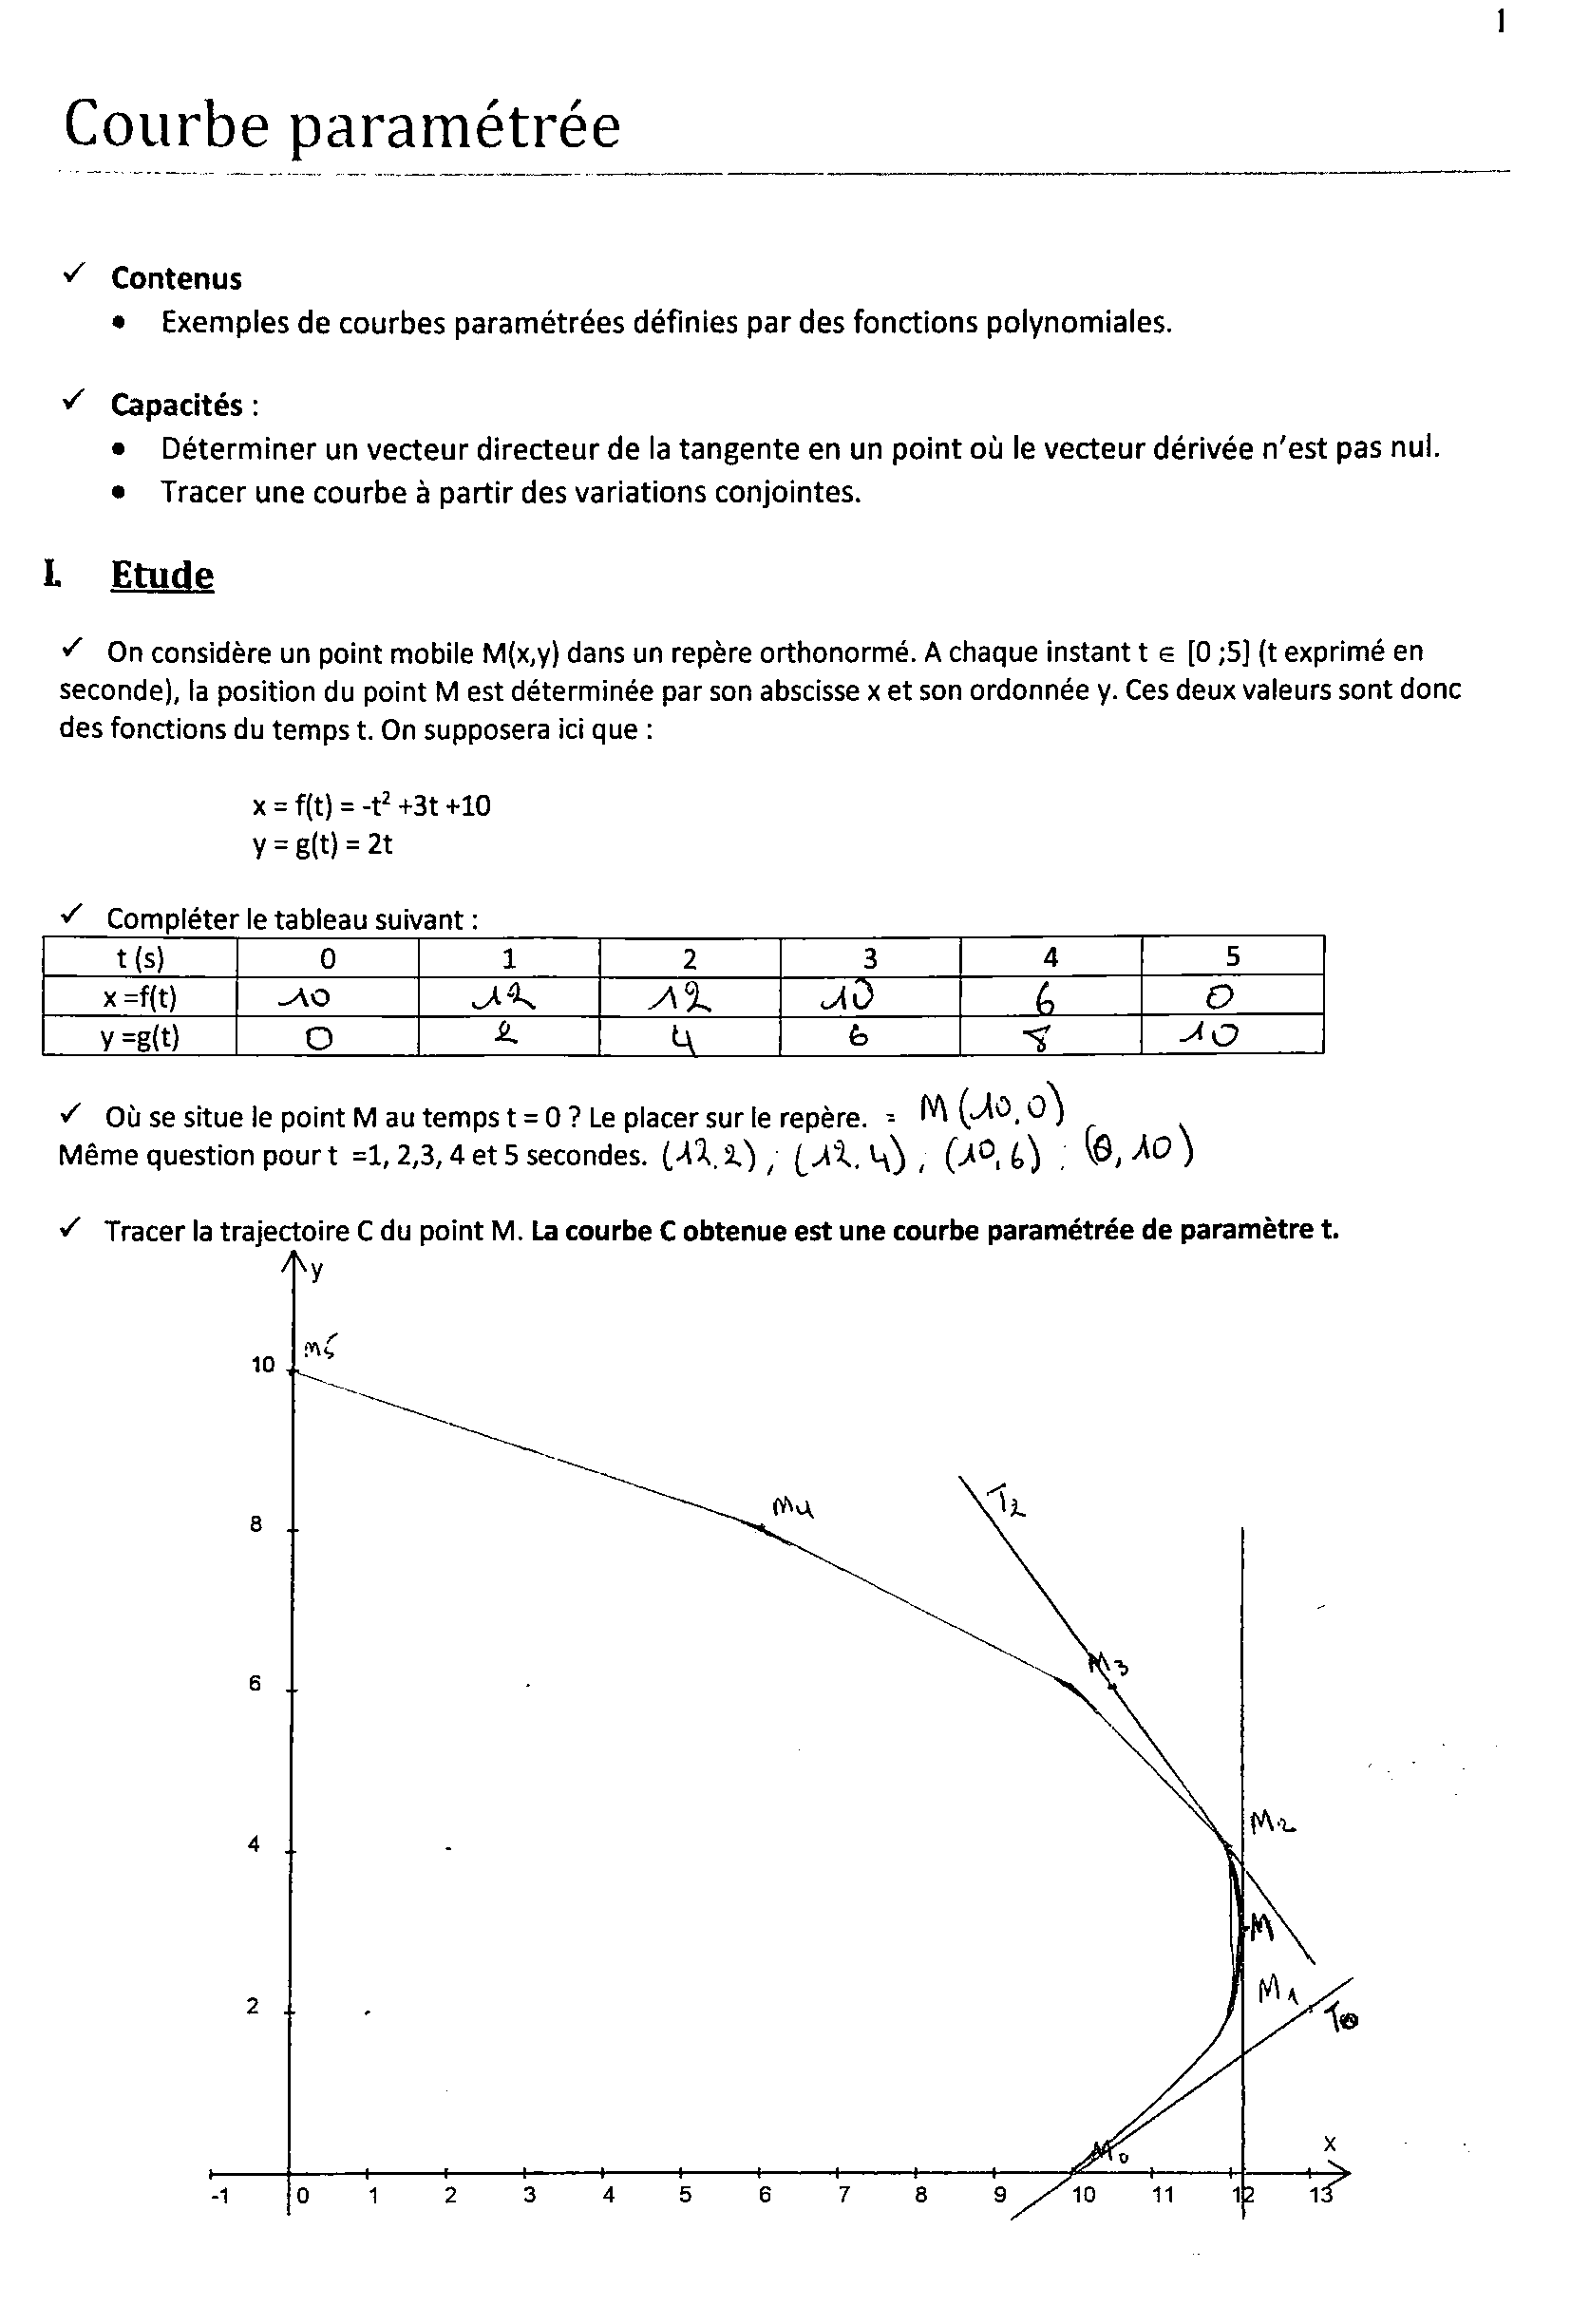 1
Courbe paramétrée
✓ Contenus
• Exemples de courbes paramétrées définies par des fonctions polynomiales.
✓ Capacités :
• Déterminer un vecteur directeur de la tangente en un point où le vecteur dérivée n'est pas nul.
• Tracer une courbe à partir des variations conjointes.
I. Etude
✓ On considère un point mobile M(x,y) dans un repère orthonormé. A chaque instant t ∈ [0 ;5] (t exprimé en
seconde), la position du point M est déterminée par son abscisse x et son ordonnée y. Ces deux valeurs sont donc
des fonctions du temps t. On supposera ici que :
x = f(t) = -t² +3t +10
y = g(t) = 2t
✓ Compléter le tableau suivant :
t (s) 0 1 2 3 4 5
x =f(t) 10 12 12 10 6 0
y =g(t) 0 2 4 6 8 10
✓ Où se situe le point M au temps t = 0 ? Le placer sur le repère. = M (10,0)
Même question pour t =1, 2,3, 4 et 5 secondes. (12.2) ; (12.4) ; (10,6) ; (0,10)
✓ Tracer la trajectoire C du point M. La courbe C obtenue est une courbe paramétrée de paramètre t.
y
M5
10
T2
M4
8
M3
6
M2
4
M
M1
2
T0
M0
x
-1 0 1 2 3 4 5 6 7 8 9 10 11 12 13